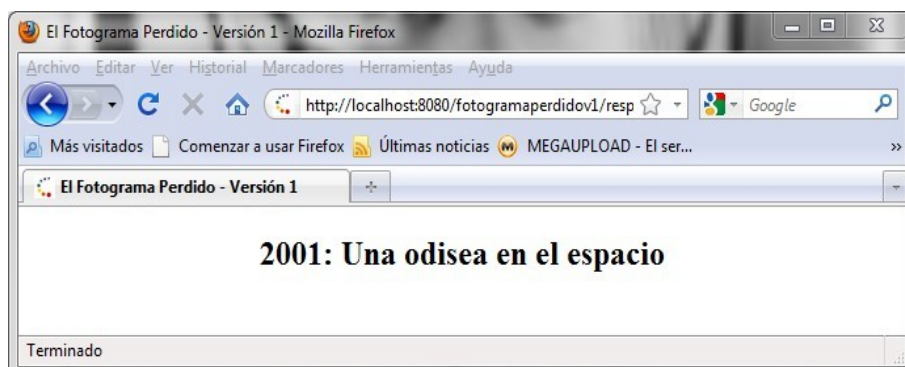 El Fotograma Perdido - Versión 1 - Mozilla Firefox
Archivo Editar Ver Historial Marcadores Herramientas Ayuda
http://localhost:8080/fotogramaperdidov1/resp Google
Más visitados Comenzar a usar Firefox Últimas noticias MEGAUPLOAD - El ser... »
El Fotograma Perdido - Versión 1
2001: Una odisea en el espacio
Terminado